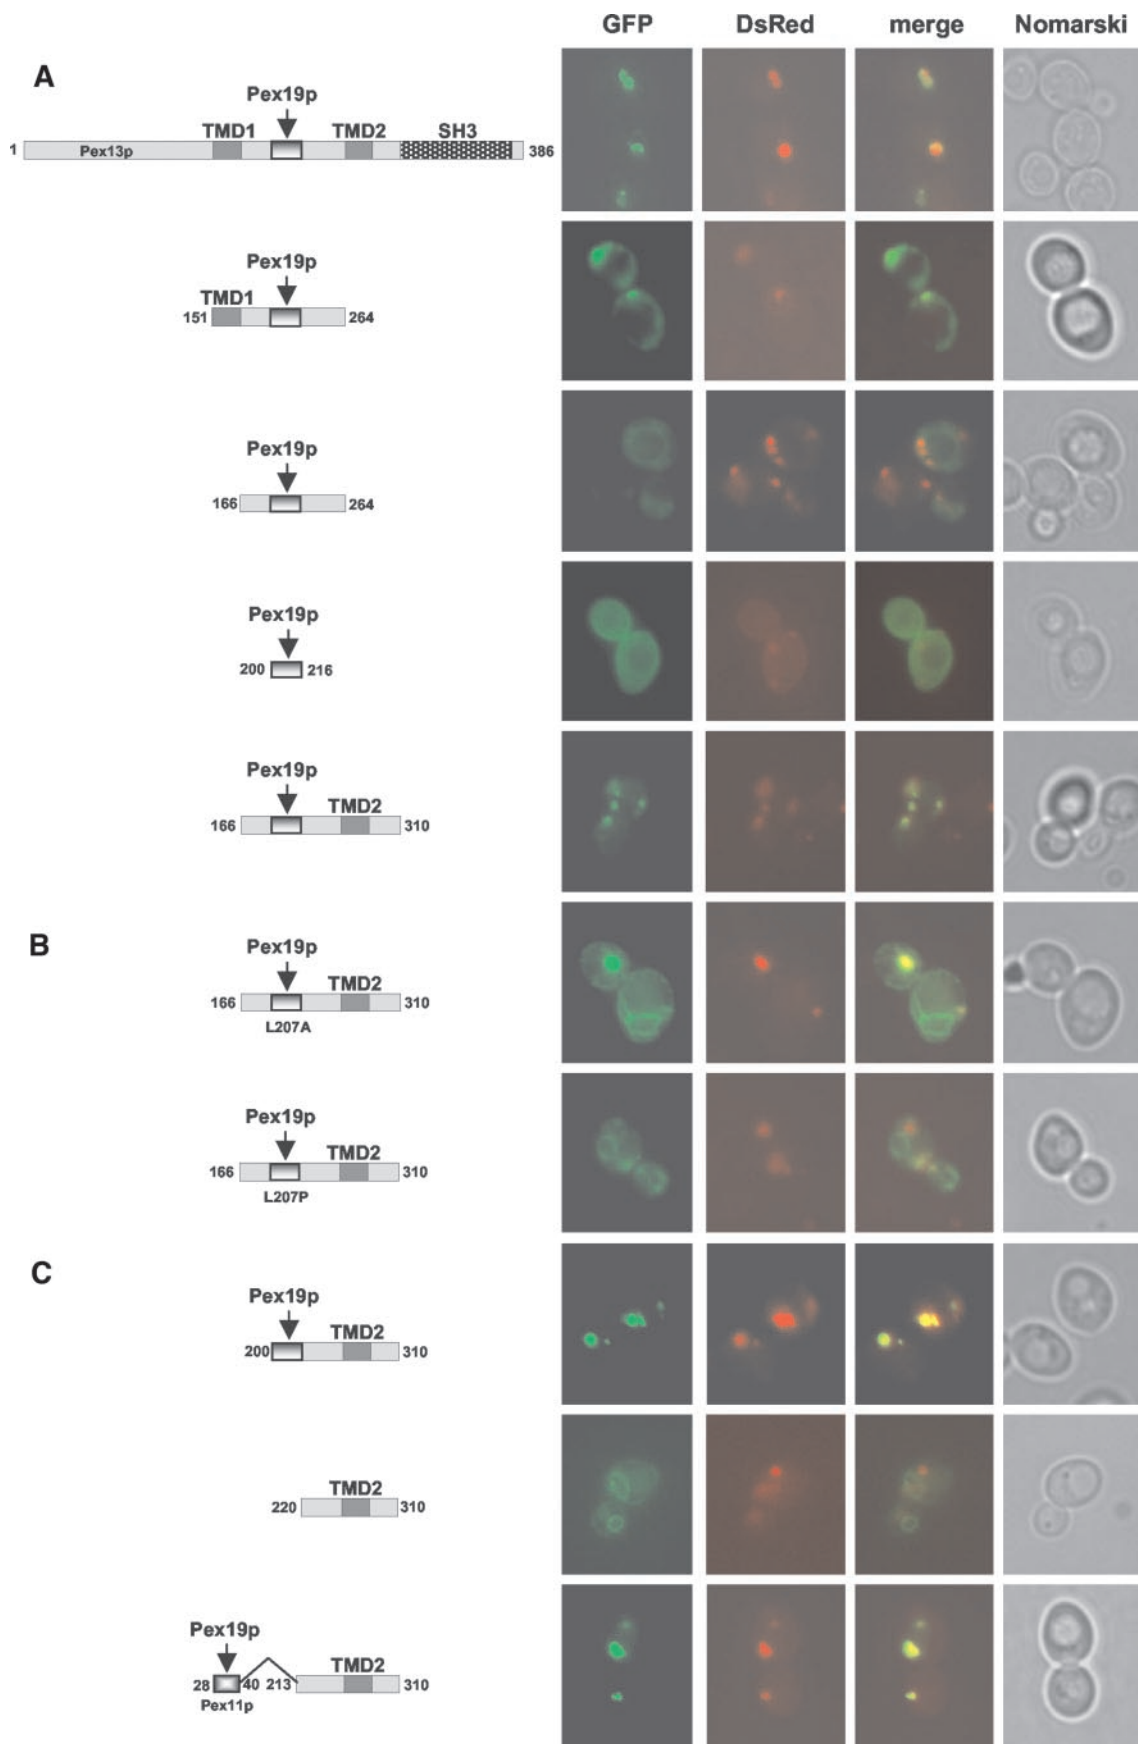 GFP DsRed merge Nomarski
A
Pex19p
TMD1 TMD2 SH3
1 Pex13p 386
Pex19p
TMD1
151 264
Pex19p
166 264
Pex19p
200 216
Pex19p
TMD2
166 310
B
Pex19p
TMD2
166 310
L207A
Pex19p
TMD2
166 310
L207P
C
Pex19p
TMD2
200 310
TMD2
220 310
Pex19p
TMD2
28 40 213 310
Pex11p